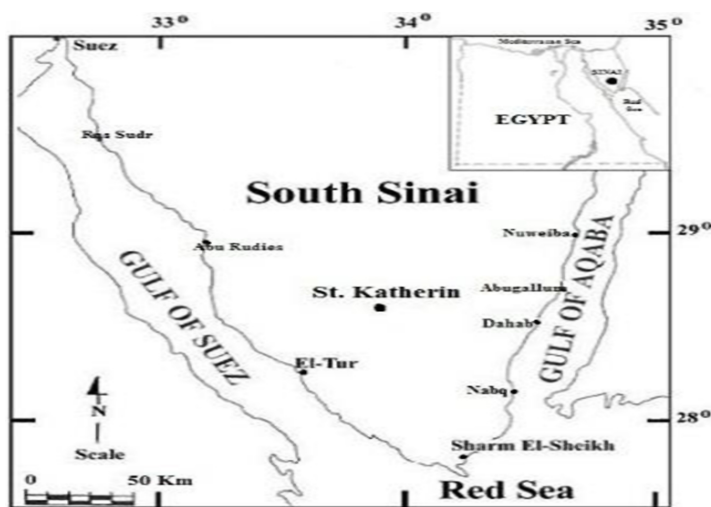 33°
34°
35°
Suez
Mediterranean Sea
SINAI
Red
Sea
EGYPT
Ras Sudr
South Sinai
29°
Nuweiba
Abu Rudies
GULF OF SUEZ
GULF OF AQABA
St. Katherin
Abugallum
Dahab
El-Tur
Nabq
28°
N
Scale
Sharm El-Sheikh
0 50 Km
Red Sea